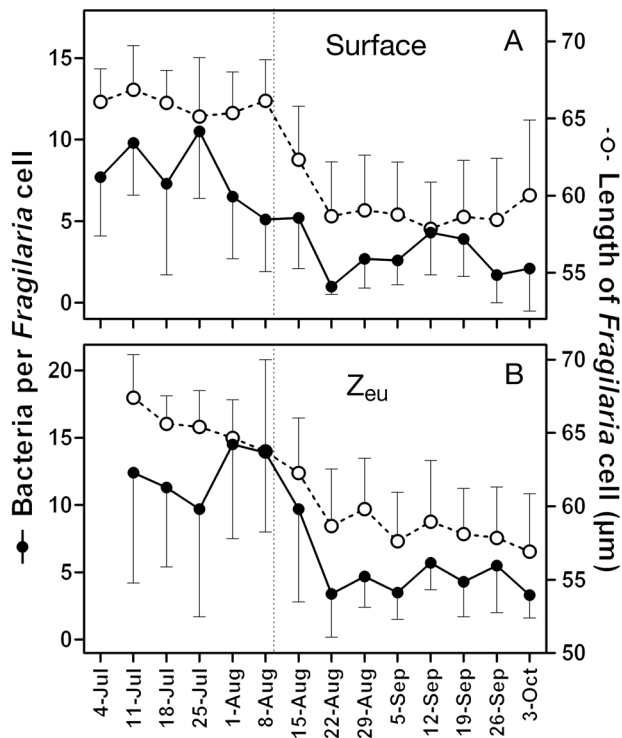 Bacteria per Fragilaria cell
Length of Fragilaria cell (µm)
Surface
A
15
10
5
0
70
65
60
55
Z_eu
B
20
15
10
5
0
70
65
60
55
50
4-Jul
11-Jul
18-Jul
25-Jul
1-Aug
8-Aug
15-Aug
22-Aug
29-Aug
5-Sep
12-Sep
19-Sep
26-Sep
3-Oct